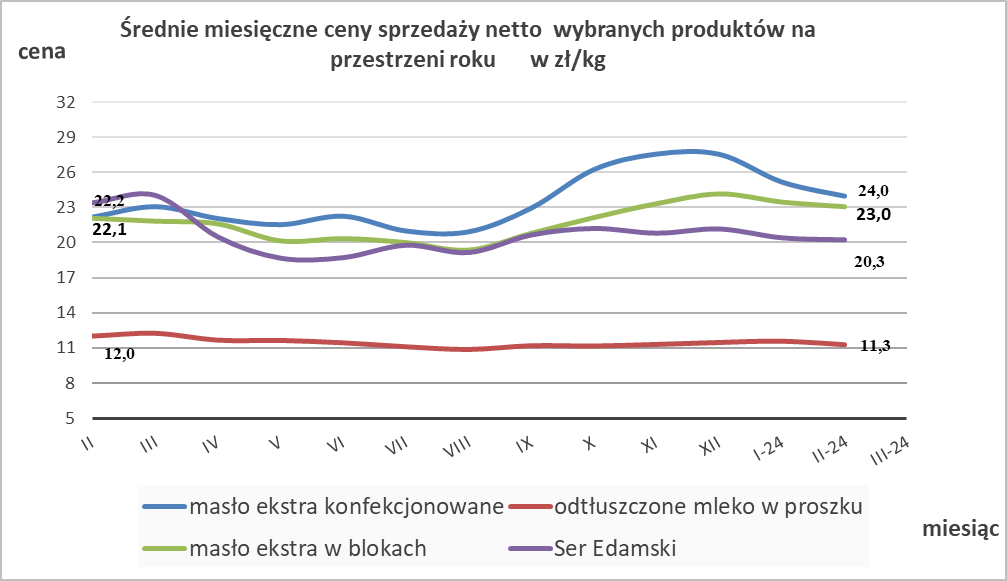 Średnie miesięczne ceny sprzedaży netto wybranych produktów na
przestrzeni roku w zł/kg
cena
32
29
26
23
20
17
14
11
8
5
22,2
22,1
12,0
24,0
23,0
20,3
11,3
II
III
IV
V
VI
VII
VIII
IX
X
XI
XII
I-24
II-24
III-24
masło ekstra konfekcjonowane
odtłuszczone mleko w proszku
masło ekstra w blokach
Ser Edamski
miesiąc